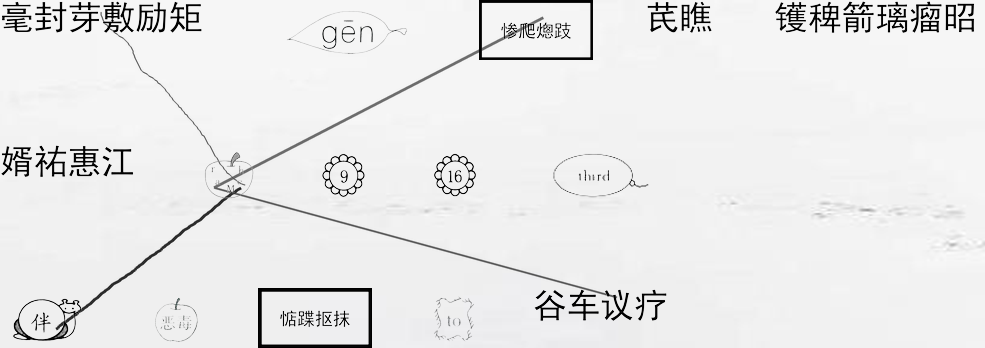 毫封芽敷励矩
gēn
惨爬熜跂
芪瞧
镬稗箭璃瘤昭
婿祐惠江
9
16
third
伴
恶毒
惦蹀抠抹
to
谷车议疗